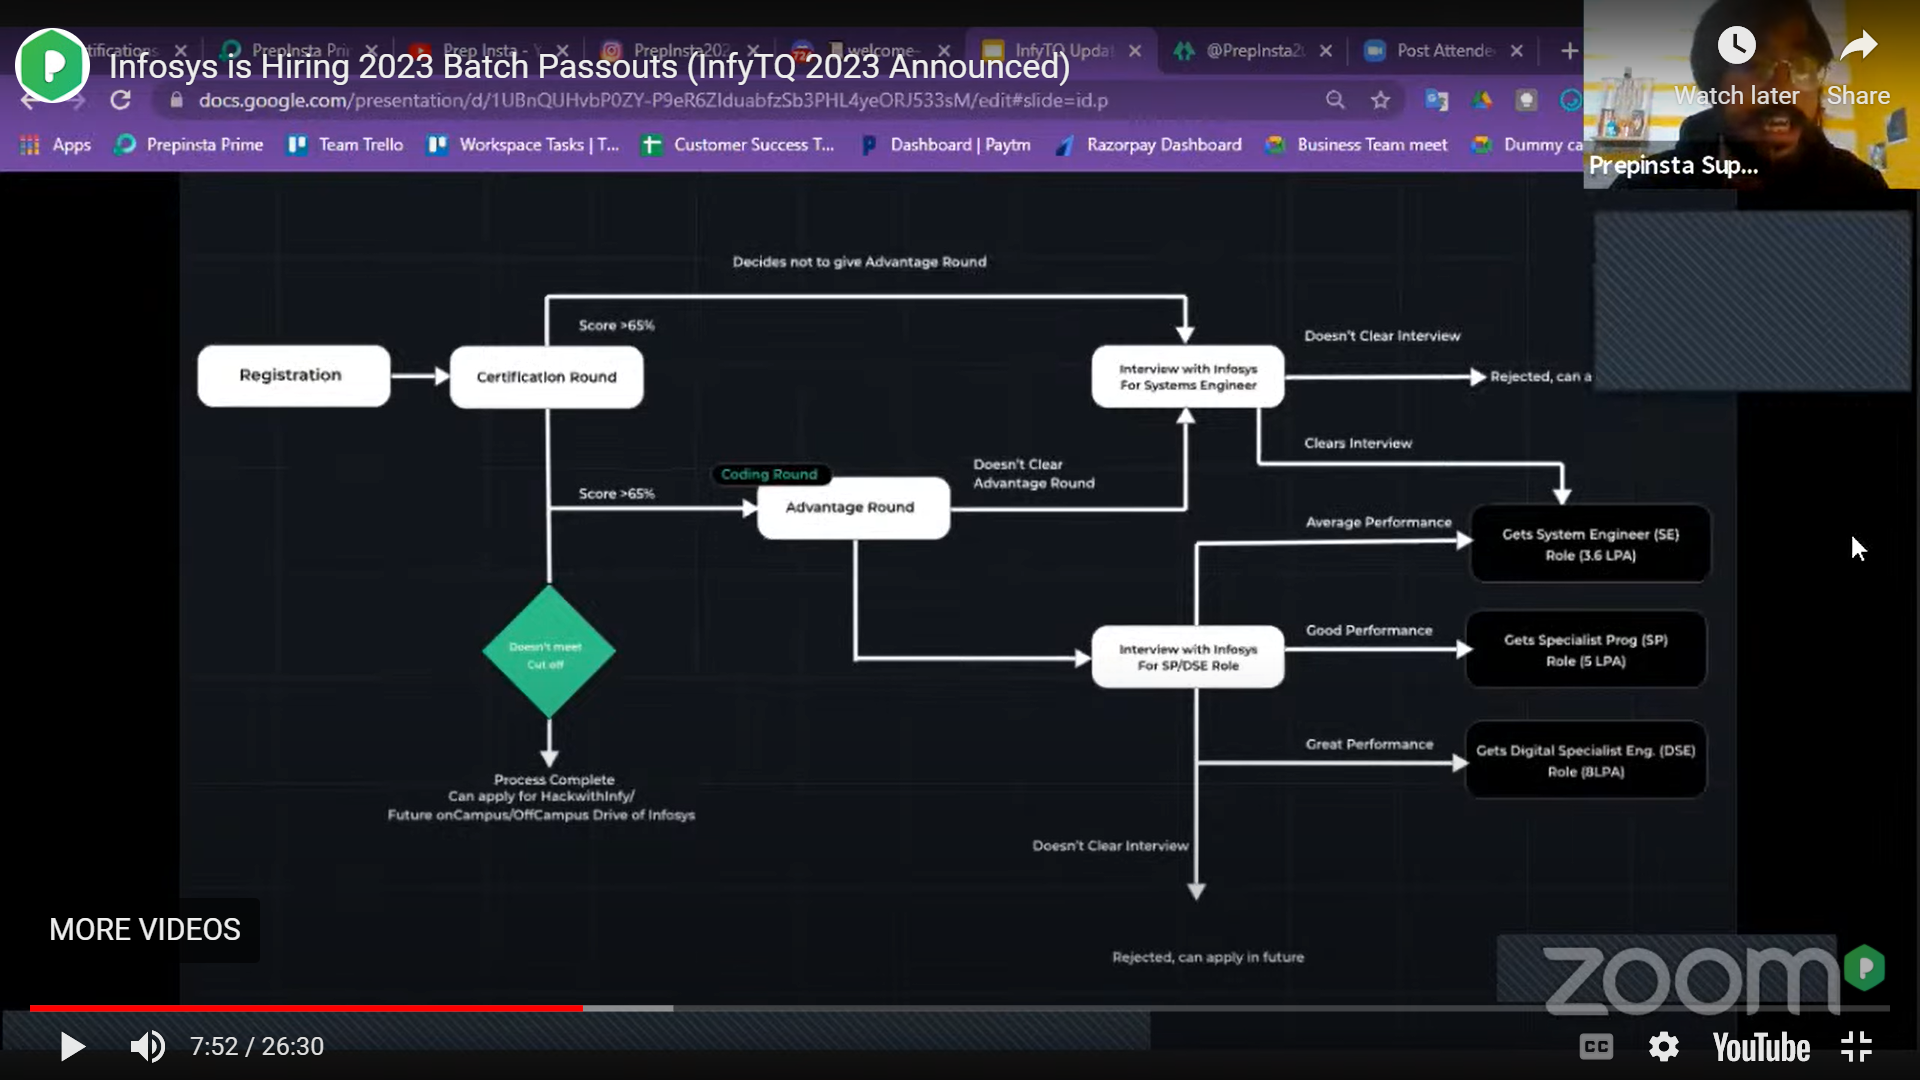 Infosys is Hiring 2023 Batch Passouts (InfyTQ 2023 Announced)
tifications
PrepInsta Pri
Prep Insta - Y
PrepInsta202
welcome-
InfyTQ Upda
@PrepInsta2
Post Attende
docs.google.com/presentation/d/1UBnQUHvbP0ZY-P9eR6ZIduabfzSb3PHL4yeORJ533sM/edit#slide=id.p
Watch later
Share
Apps
Prepinsta Prime
Team Trello
Workspace Tasks | T...
Customer Success T...
Dashboard | Paytm
Razorpay Dashboard
Business Team meet
Dummy ca
Prepinsta Sup...
Decides not to give Advantage Round
Score >65%
Doesn't Clear Interview
Registration
Certification Round
Interview with Infosys
For Systems Engineer
Rejected, can a
Clears Interview
Coding Round
Doesn't Clear
Advantage Round
Score >65%
Advantage Round
Average Performance
Gets System Engineer (SE)
Role (3.6 LPA)
Doesn't meet
Cut off
Interview with Infosys
For SP/DSE Role
Good Performance
Gets Specialist Prog (SP)
Role (5 LPA)
Great Performance
Gets Digital Specialist Eng. (DSE)
Role (8LPA)
Process Complete
Can apply for HackwithInfy/
Future onCampus/OffCampus Drive of Infosys
Doesn't Clear Interview
MORE VIDEOS
Rejected, can apply in future
zoom
7:52 / 26:30
CC
YouTube